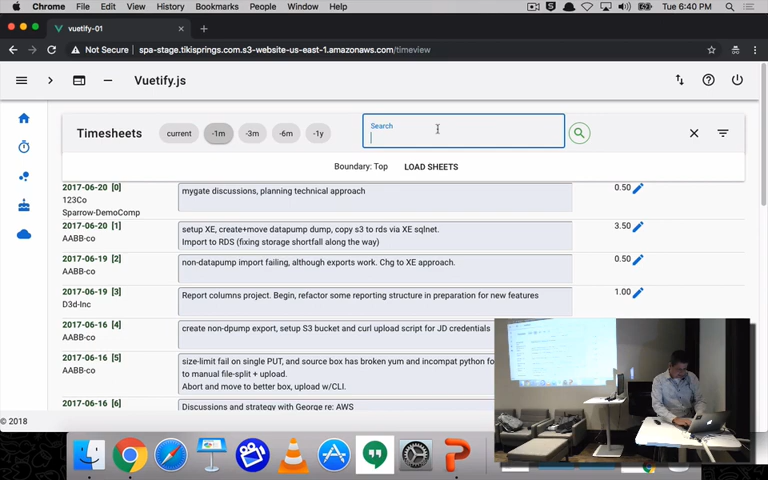 Chrome File Edit View History Bookmarks People Window Help
Tue 6:40 PM
vuetify-01
Not Secure spa-stage.tikisprings.com.s3-website-us-east-1.amazonaws.com/timeview
Vuetify.js
Timesheets current -1m -3m -6m -1y
Search
Boundary: Top LOAD SHEETS
2017-06-20 [0] mygate discussions, planning technical approach 0.50
123Co
Sparrow-DemoComp
2017-06-20 [1] setup XE, create+move datapump dump, copy s3 to rds via XE sqlnet. 3.50
AABB-co Import to RDS (fixing storage shortfall along the way)
2017-06-19 [2] non-datapump import failing, although exports work. Chg to XE approach. 0.50
AABB-co
2017-06-19 [3] Report columns project. Begin, refactor some reporting structure in preparation for new features 1.00
D3d-Inc
2017-06-16 [4] create non-dpump export, setup S3 bucket and curl upload script for JD credentials
AABB-co
2017-06-16 [5] size-limit fail on single PUT, and source box has broken yum and incompat python fo
AABB-co to manual file-split + upload.
Abort and move to better box, upload w/CLI.
2017-06-16 [6] Discussions and strategy with George re: AWS
© 2018